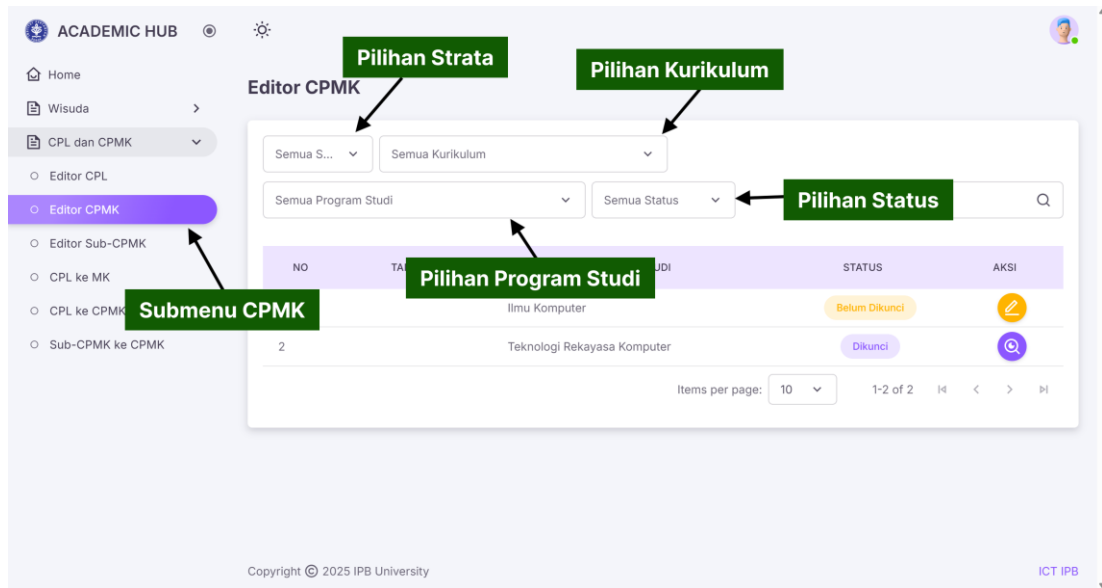 ACADEMIC HUB
Pilihan Strata
Pilihan Kurikulum
Home
Editor CPMK
Wisuda
CPL dan CPMK
Semua S...
Semua Kurikulum
Editor CPL
Semua Program Studi
Semua Status
Pilihan Status
Editor CPMK
Editor Sub-CPMK
NO
STATUS
AKSI
CPL ke MK
Pilihan Program Studi
CPL ke CPMK
Submenu CPMK
Ilmu Komputer
Belum Dikunci
Sub-CPMK ke CPMK
2
Teknologi Rekayasa Komputer
Dikunci
Items per page:
10
1-2 of 2
Copyright © 2025 IPB University
ICT IPB